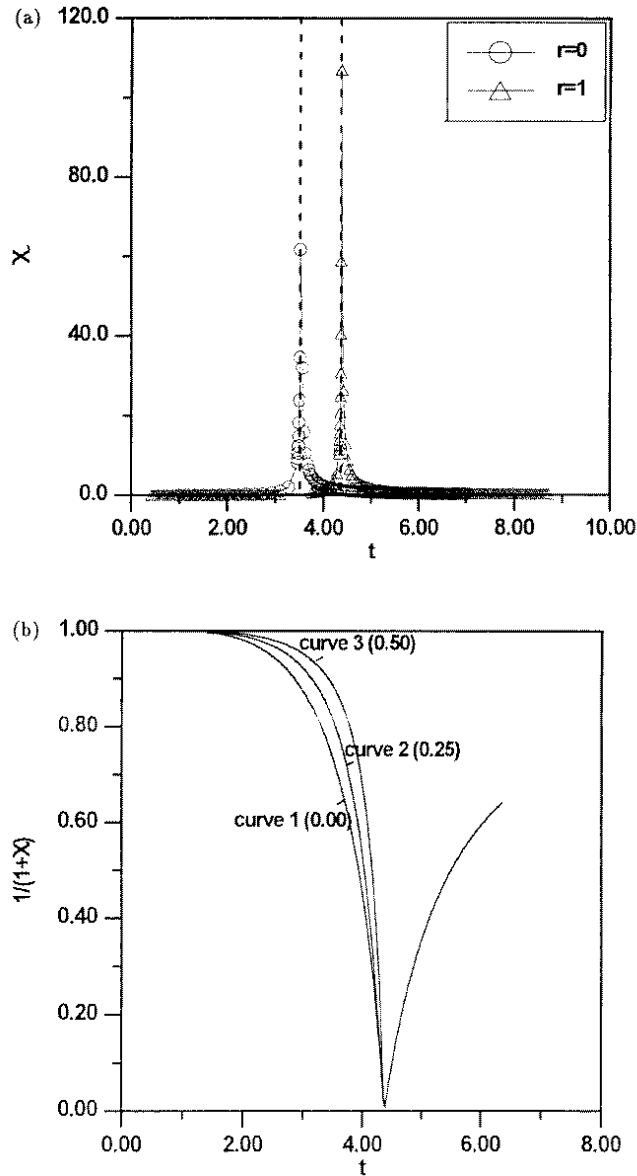 (a)
120.0
r=0
r=1
80.0
χ
40.0
0.0
0.00 2.00 4.00 6.00 8.00 10.00
t
(b)
1.00
curve 3 (0.50)
0.80
curve 2 (0.25)
0.60
curve 1 (0.00)
1/(1+χ)
0.40
0.20
0.00
0.00 2.00 4.00 6.00 8.00
t